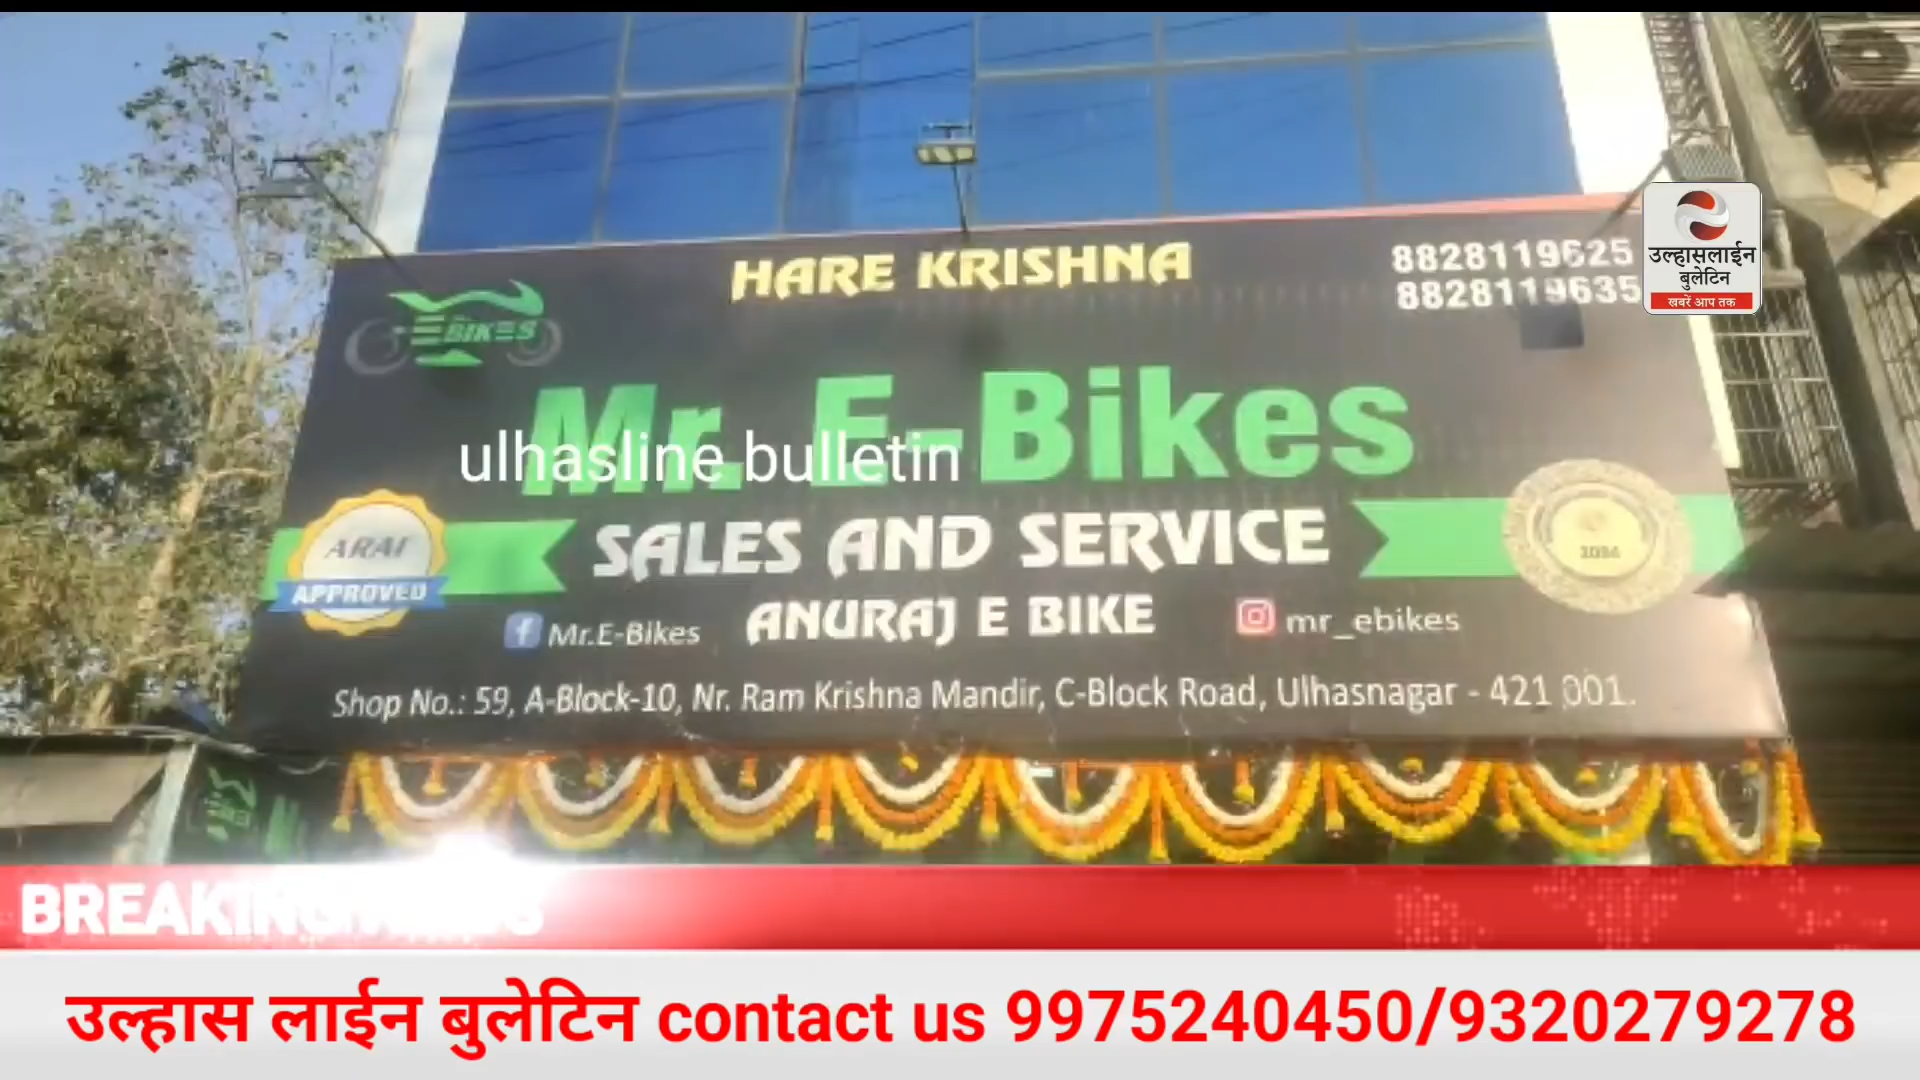 HARE KRISHNA
8828119625
8828119635
उल्हासलाईन
बुलेटिन
खबरें आप तक
E BIKES
Mr. E-Bikes
ulhasline bulletin
SALES AND SERVICE
ARAI
APPROVED
Mr.E-Bikes
ANURAJ E BIKE
mr_ebikes
Shop No.: 59, A-Block-10, Nr. Ram Krishna Mandir, C-Block Road, Ulhasnagar - 421 001.
BREAKING NEWS
उल्हास लाईन बुलेटिन contact us 9975240450/9320279278